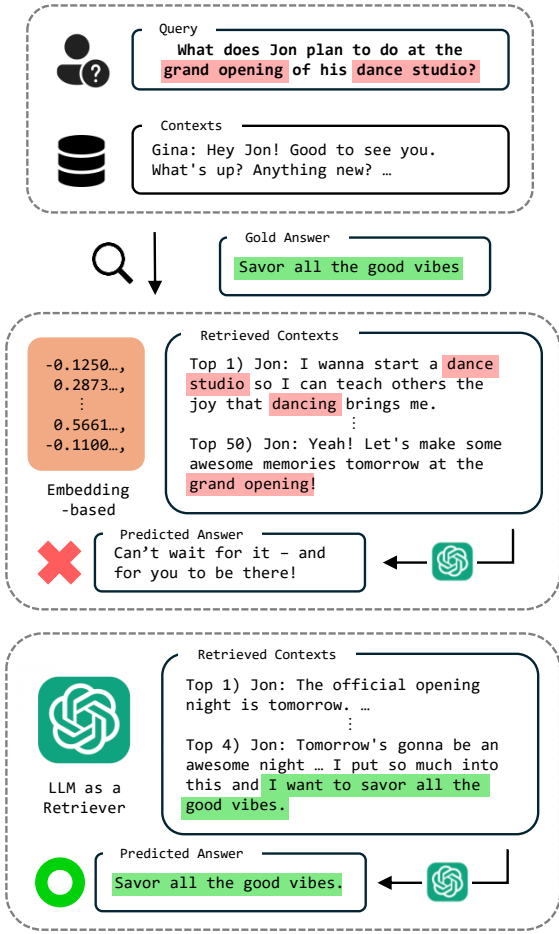 Query
What does Jon plan to do at the
grand opening of his dance studio?
Contexts
Gina: Hey Jon! Good to see you.
What's up? Anything new? …
Gold Answer
Savor all the good vibes
-0.1250…,
0.2873…,
⋮
0.5661…,
-0.1100…,
Embedding
-based
Retrieved Contexts
Top 1) Jon: I wanna start a dance
studio so I can teach others the
joy that dancing brings me.
⋮
Top 50) Jon: Yeah! Let's make some
awesome memories tomorrow at the
grand opening!
Predicted Answer
Can’t wait for it – and
for you to be there!
LLM as a
Retriever
Retrieved Contexts
Top 1) Jon: The official opening
night is tomorrow. …
⋮
Top 4) Jon: Tomorrow's gonna be an
awesome night … I put so much into
this and I want to savor all the
good vibes.
Predicted Answer
Savor all the good vibes.